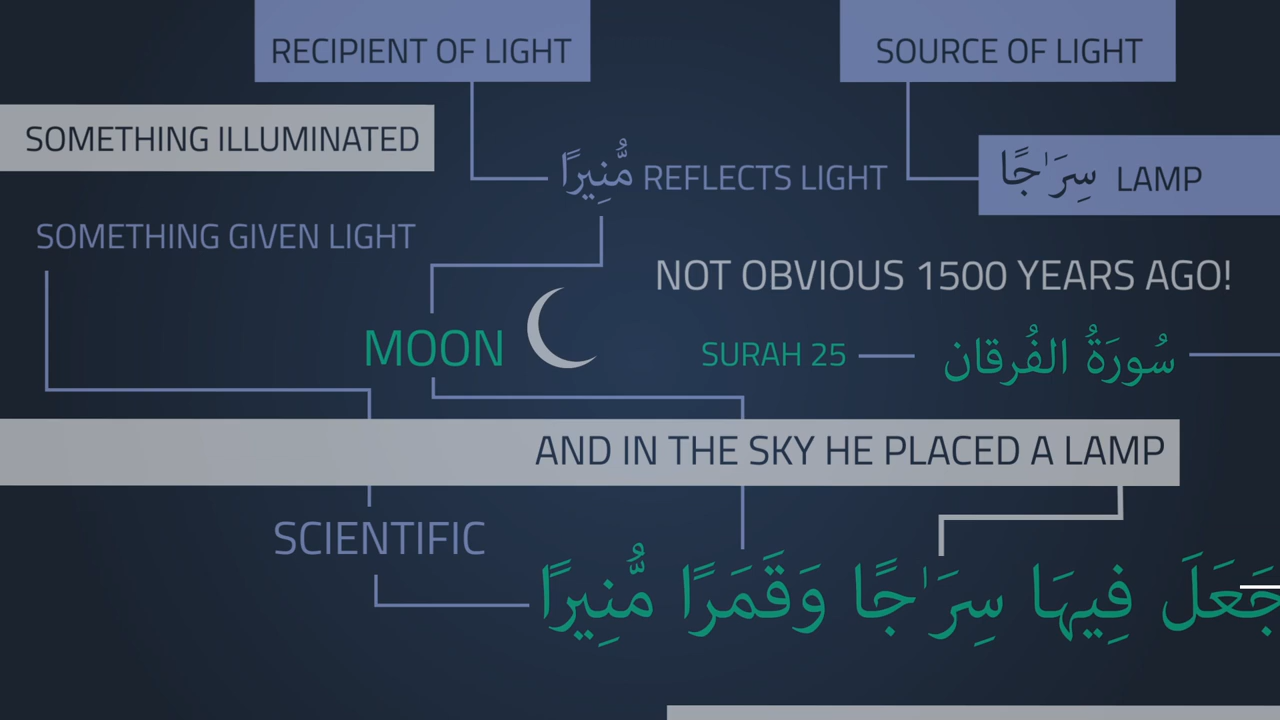 RECIPIENT OF LIGHT
SOURCE OF LIGHT
SOMETHING ILLUMINATED
مُّنِيرًا REFLECTS LIGHT
سِرَٰجًا LAMP
SOMETHING GIVEN LIGHT
NOT OBVIOUS 1500 YEARS AGO!
MOON
SURAH 25
سُورَةُ الفُرقان
AND IN THE SKY HE PLACED A LAMP
SCIENTIFIC
جَعَلَ فِيهَا سِرَٰجًا وَقَمَرًا مُّنِيرًا